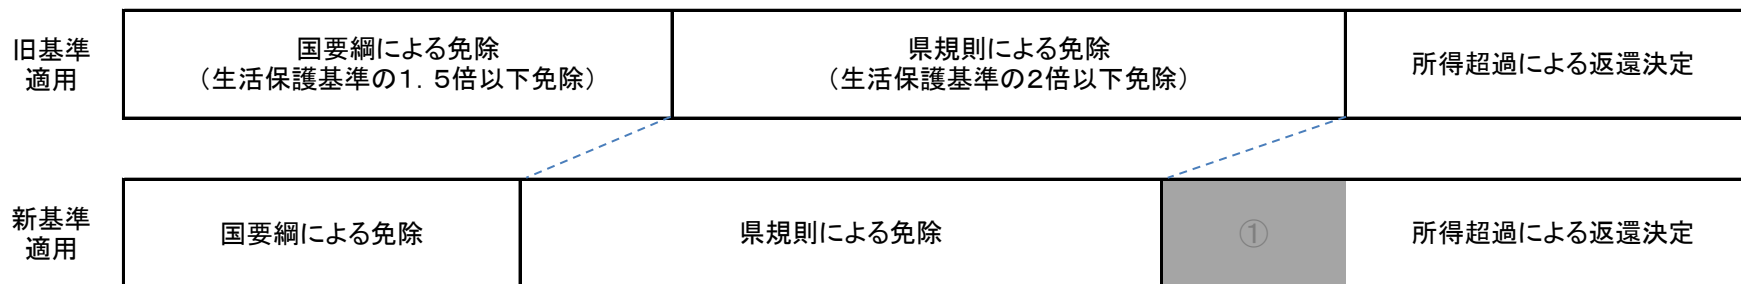 旧基準
適用
国要綱による免除
（生活保護基準の１．５倍以下免除）
県規則による免除
（生活保護基準の２倍以下免除）
所得超過による返還決定
新基準
適用
国要綱による免除
県規則による免除
①
所得超過による返還決定